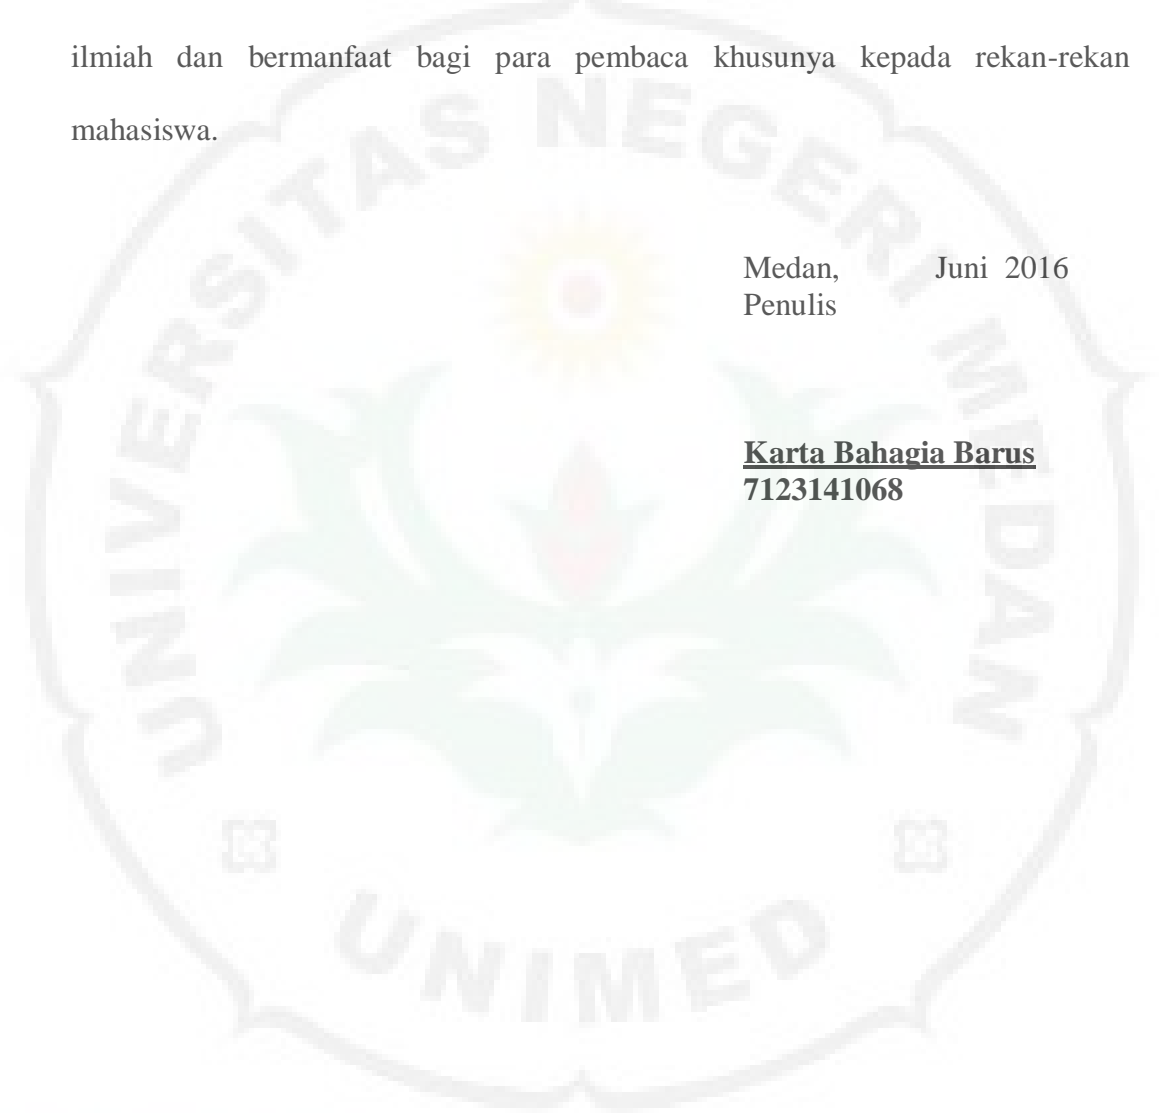 ilmiah dan bermanfaat bagi para pembaca khusunya kepada rekan-rekan
mahasiswa.
Medan, Juni 2016
Penulis
Karta Bahagia Barus
7123141068
UNIVERSITAS NEGERI MEDAN
UNIMED